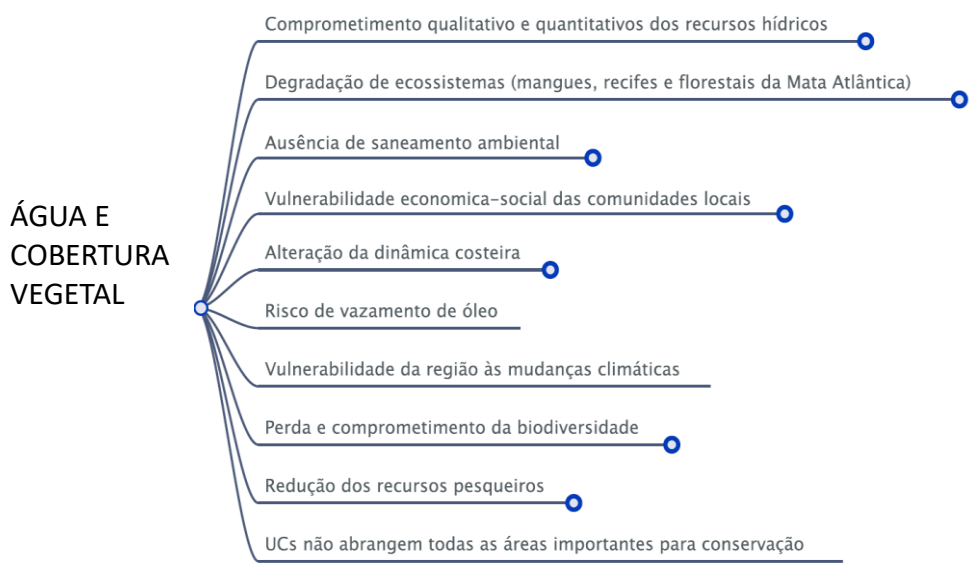 ÁGUA E
COBERTURA
VEGETAL
Comprometimento qualitativo e quantitativos dos recursos hídricos
Degradação de ecossistemas (mangues, recifes e florestais da Mata Atlântica)
Ausência de saneamento ambiental
Vulnerabilidade economica-social das comunidades locais
Alteração da dinâmica costeira
Risco de vazamento de óleo
Vulnerabilidade da região às mudanças climáticas
Perda e comprometimento da biodiversidade
Redução dos recursos pesqueiros
UCs não abrangem todas as áreas importantes para conservação